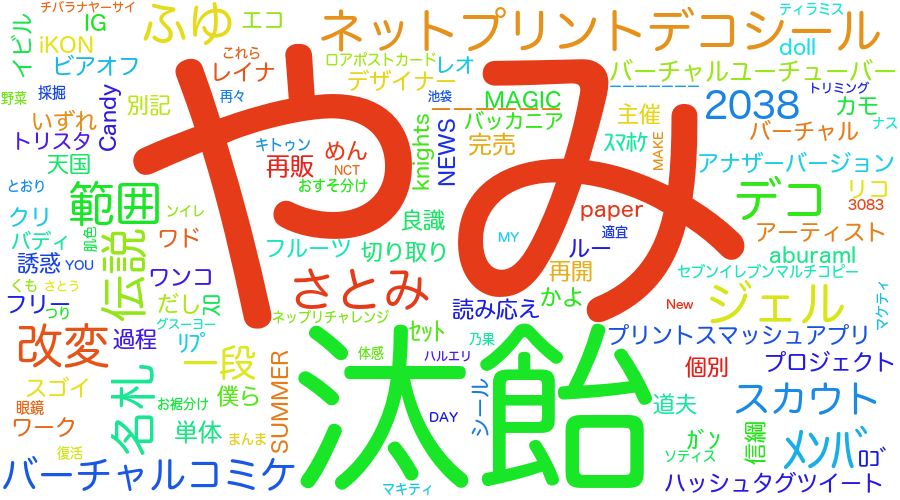 チバラナヤーサイ
IG
ふゆ
エコ
ネットプリントデコシール
ティラミス
doll
イビル
iKON
ビアオフ
これら
レイナ
ロアポストカード
デザイナー
レオ
バーチャルユーチューバー
野菜
採掘
Candy
別記
再々
池袋
MAGIC
2038
トリミング
カモ
いずれ
knights
NEWS
バッカニア
主催
バーチャル
ナス
トリスタ
キトゥン
めん
完売
ｽﾏﾎｹ
MAKE
天国
再販
NCT
アナザーバージョン
やみ
とおり
範囲
おすそ分け
デコ
リコ
3083
クリ
ンイレ
良識
paper
バディ
肌色
伝説
ワド
フルーツ
切り取り
MY
適宜
ルー
アーティスト
誘惑
YOU
ワンコ
再開
aburaml
セブンイレブンマルチコピー
くも
さとう
さとみ
かよ
フリー
つり
だし
読み応え
New
ジェル
マケティ
グスーヨー
ネップリチャレンジ
改変
過程
ﾘﾌﾟ
ｾｯﾄ
乃果
プリントスマッシュアプリ
一段
体感
ハルエリ
汰飴
個別
プロジェクト
スゴイ
名札
SUMMER
僕ら
シール
スカウト
眼鏡
お裾分け
DAY
道夫
ワーク
単体
まんま
ｶﾞｼ
信綱
ﾒﾝﾊﾞ
復活
ソディス
ﾛｺﾞ
バーチャルコミケ
マキティ
ハッシュタグツイート